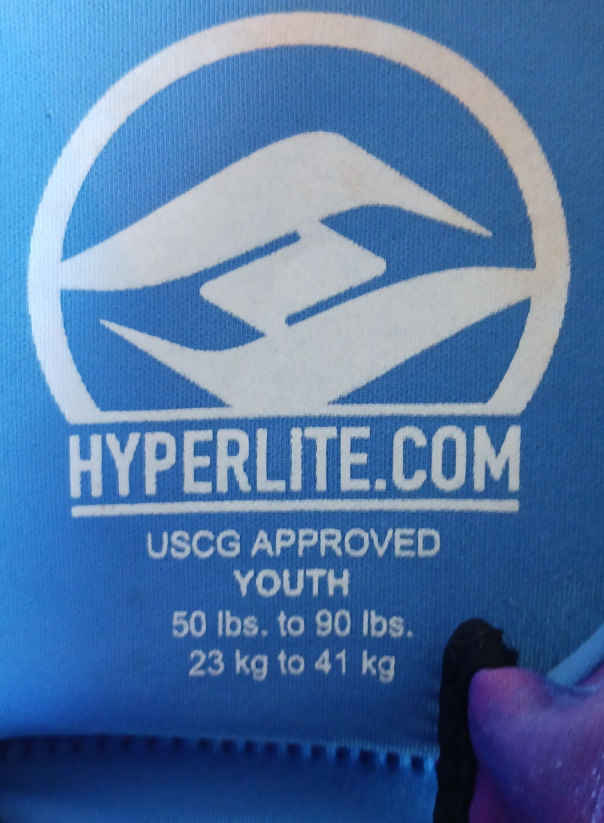 HYPERLITE.COM
USCG APPROVED
YOUTH
50 lbs. to 90 lbs.
23 kg to 41 kg